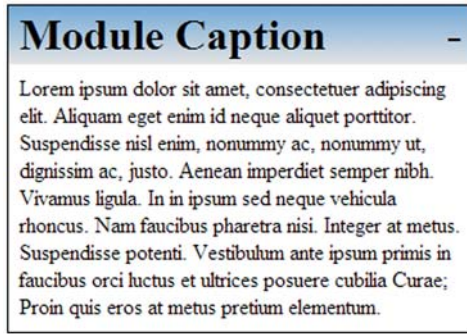 Module Caption -
Lorem ipsum dolor sit amet, consectetuer adipiscing
elit. Aliquam eget enim id neque aliquet porttitor.
Suspendisse nisl enim, nonummy ac, nonummy ut,
dignissim ac, justo. Aenean imperdiet semper nibh.
Vivamus ligula. In in ipsum sed neque vehicula
rhoncus. Nam faucibus pharetra nisi. Integer at metus.
Suspendisse potenti. Vestibulum ante ipsum primis in
faucibus orci luctus et ultrices posuere cubilia Curae;
Proin quis eros at metus pretium elementum.